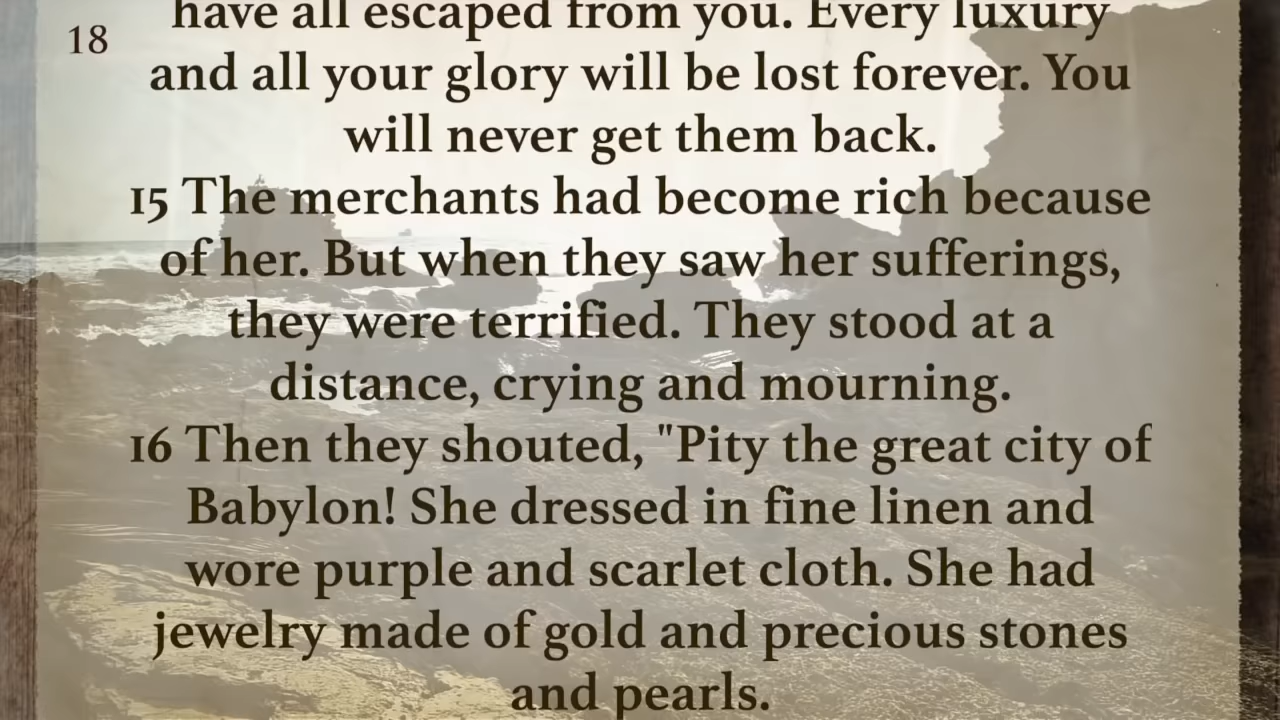 18
have all escaped from you. Every luxury
and all your glory will be lost forever. You
will never get them back.
15 The merchants had become rich because
of her. But when they saw her sufferings,
they were terrified. They stood at a
distance, crying and mourning.
16 Then they shouted, "Pity the great city of
Babylon! She dressed in fine linen and
wore purple and scarlet cloth. She had
jewelry made of gold and precious stones
and pearls.